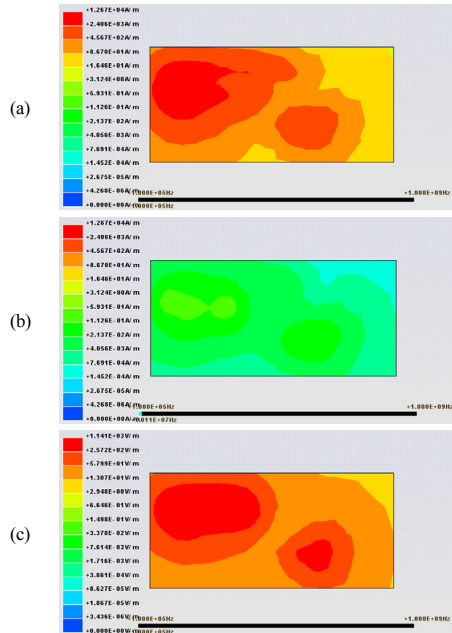 (a)
+1.267E+04A/m
+2.406E+03A/m
+4.567E+02A/m
+8.670E+01A/m
+1.646E+01A/m
+3.124E+00A/m
+5.931E-01A/m
+1.126E-01A/m
+2.137E-02A/m
+4.056E-03A/m
+7.691E-04A/m
+1.452E-04A/m
+2.675E-05A/m
+4.268E-06A/m
+0.000E+00A/m
+1.000E+05Hz
+1.000E+09Hz
(b)
+1.267E+04A/m
+2.406E+03A/m
+4.567E+02A/m
+8.670E+01A/m
+1.646E+01A/m
+3.124E+00A/m
+5.931E-01A/m
+1.126E-01A/m
+2.137E-02A/m
+4.056E-03A/m
+7.691E-04A/m
+1.452E-04A/m
+2.675E-05A/m
+4.268E-06A/m
+0.000E+00A/m
+1.000E+05Hz
+1.000E+09Hz
(c)
+1.141E+03V/m
+2.572E+02V/m
+5.799E+01V/m
+1.307E+01V/m
+2.948E+00V/m
+6.646E-01V/m
+1.498E-01V/m
+3.370E-02V/m
+7.614E-03V/m
+1.716E-03V/m
+3.861E-04V/m
+8.627E-05V/m
+1.867E-05V/m
+3.436E-06V/m
+0.000E+00V/m
+1.000E+09Hz